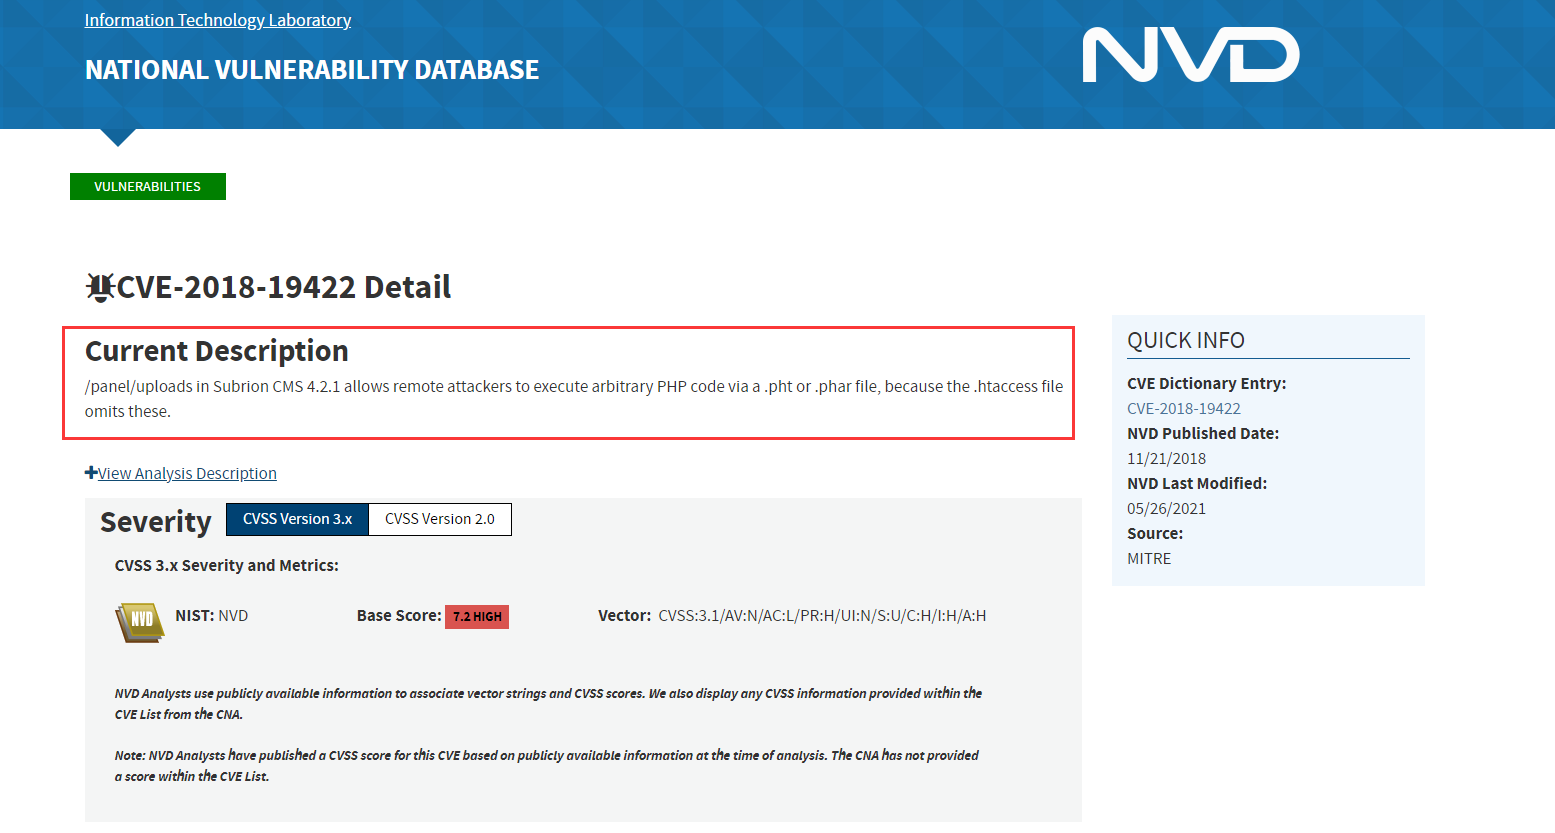 Information Technology Laboratory
NATIONAL VULNERABILITY DATABASE
NVD
VULNERABILITIES
CVE-2018-19422 Detail
Current Description
/panel/uploads in Subrion CMS 4.2.1 allows remote attackers to execute arbitrary PHP code via a .pht or .phar file, because the .htaccess file
omits these.
View Analysis Description
Severity
CVSS Version 3.x
CVSS Version 2.0
CVSS 3.x Severity and Metrics:
NVD
NIST: NVD
Base Score: 7.2 HIGH
Vector: CVSS:3.1/AV:N/AC:L/PR:H/UI:N/S:U/C:H/I:H/A:H
NVD Analysts use publicly available information to associate vector strings and CVSS scores. We also display any CVSS information provided within the
CVE List from the CNA.
Note: NVD Analysts have published a CVSS score for this CVE based on publicly available information at the time of analysis. The CNA has not provided
a score within the CVE List.
QUICK INFO
CVE Dictionary Entry:
CVE-2018-19422
NVD Published Date:
11/21/2018
NVD Last Modified:
05/26/2021
Source:
MITRE